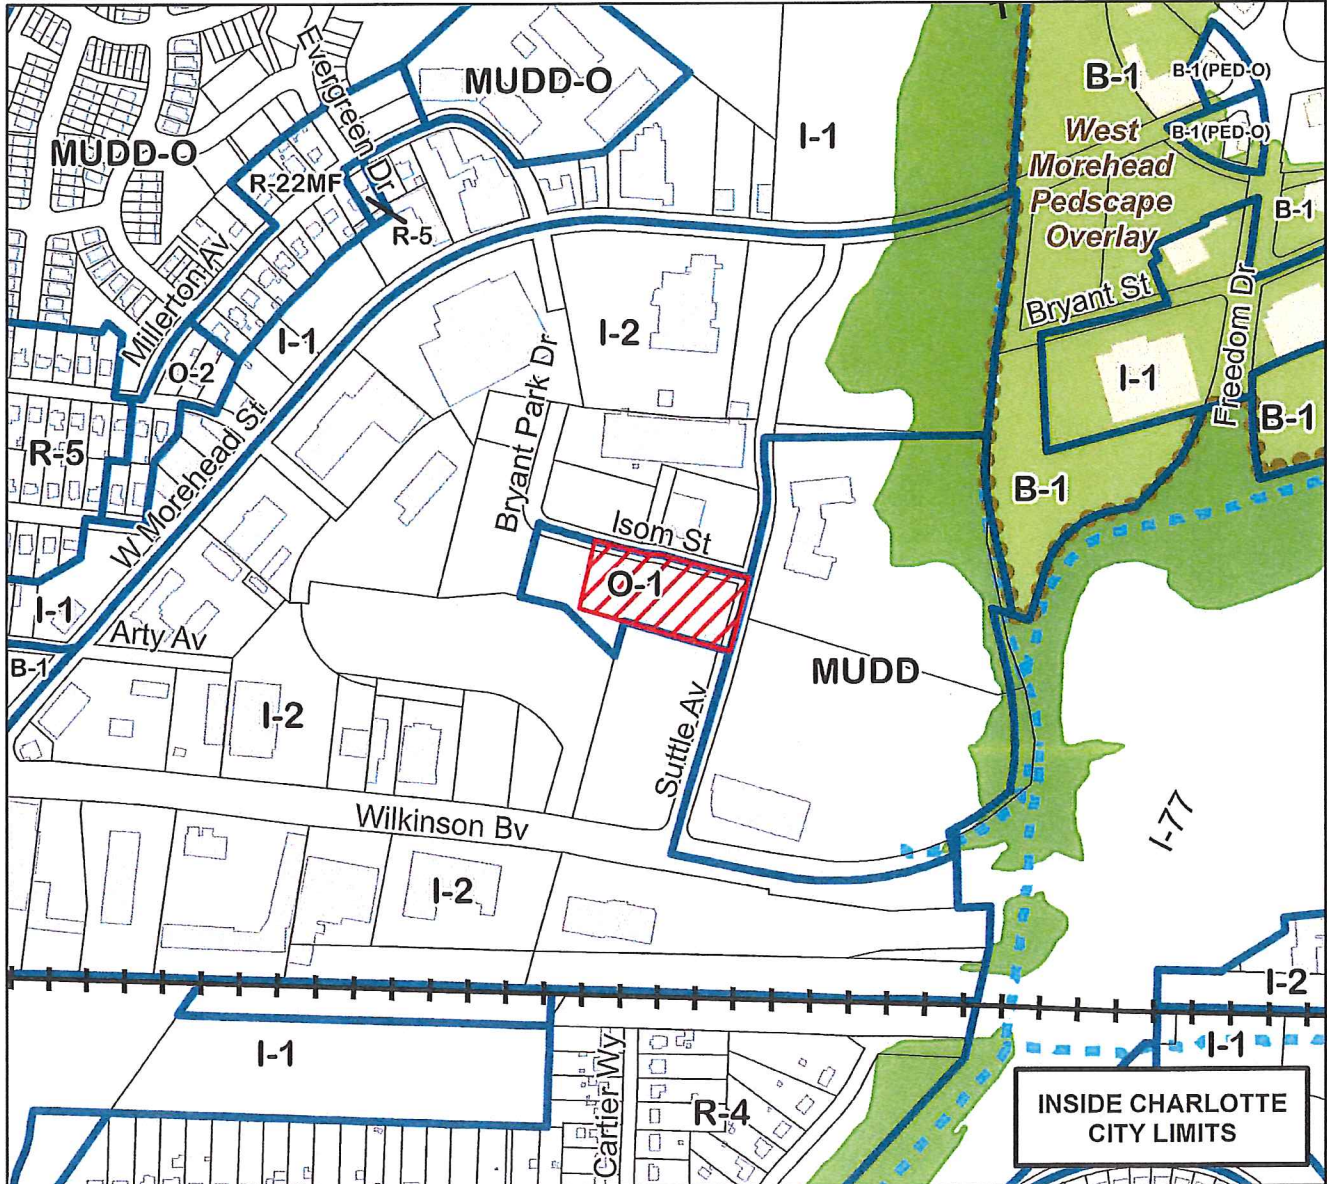 Evergreen Dr
MUDD-O
B-1
B-1(PED-O)
I-1
B-1(PED-O)
West
Morehead
Pedscape
Overlay
MUDD-O
R-22MF
R-5
B-1
Millerton Av
Bryant St
Freedom Dr
I-1
I-2
O-2
I-1
Bryant Park Dr
W Morehead St
R-5
B-1
B-1
Isom St
O-1
I-1
Arty Av
B-1
MUDD
I-2
Suttle Av
Wilkinson Bv
I-77
I-2
I-2
I-1
I-1
Cartier Wy
R-4
INSIDE CHARLOTTE
CITY LIMITS